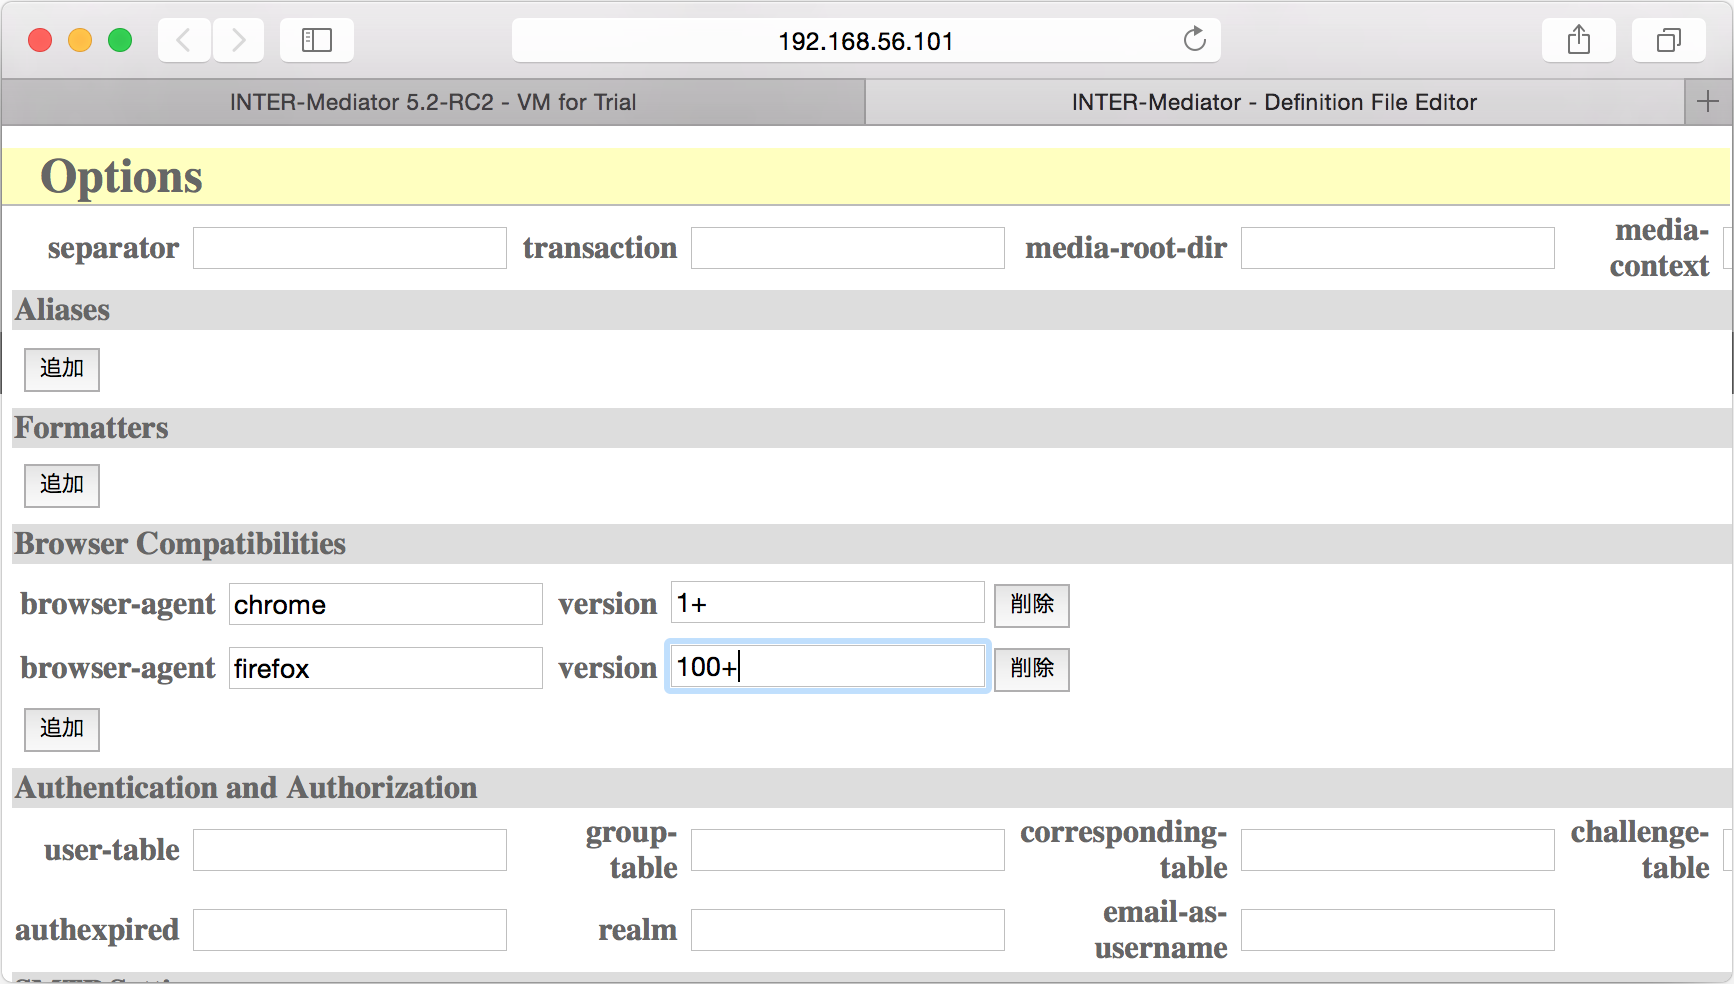 192.168.56.101
INTER-Mediator 5.2-RC2 - VM for Trial
INTER-Mediator - Definition File Editor
Options
separator transaction media-root-dir media-context
Aliases
追加
Formatters
追加
Browser Compatibilities
browser-agent chrome version 1+ 削除
browser-agent firefox version 100+ 削除
追加
Authentication and Authorization
user-table group-table corresponding-table challenge-table
authexpired realm email-as-username